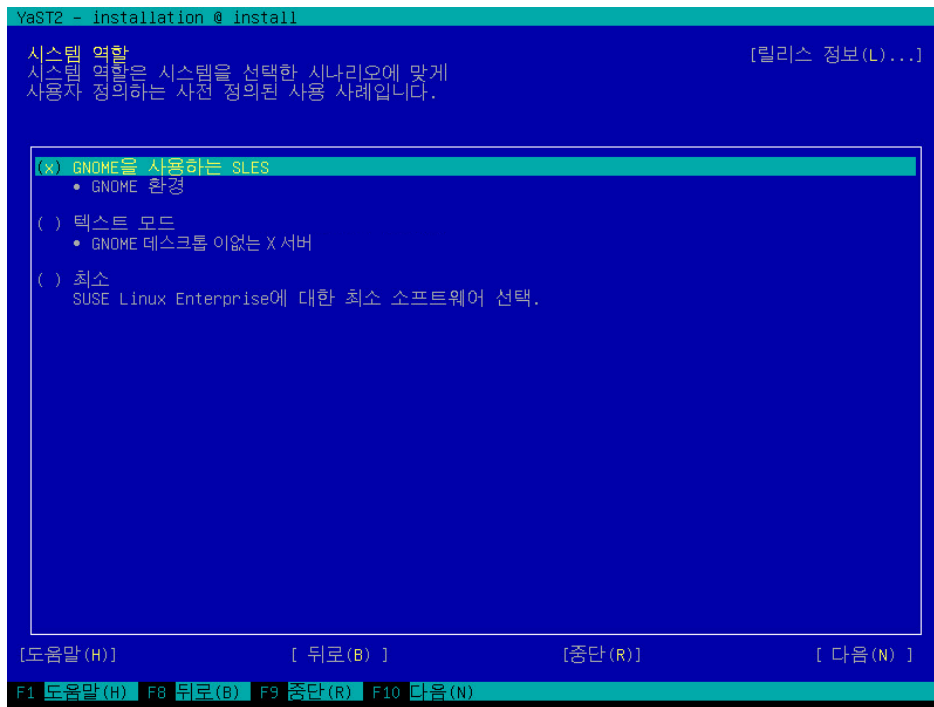 YaST2 - installation @ install
시스템 역할 [릴리스 정보(L)...]
시스템 역할은 시스템을 선택한 시나리오에 맞게
사용자 정의하는 사전 정의된 사용 사례입니다.
(x) GNOME을 사용하는 SLES
• GNOME 환경
( ) 텍스트 모드
• GNOME 데스크톱 이없는 X 서버
( ) 최소
SUSE Linux Enterprise에 대한 최소 소프트웨어 선택.
[도움말(H)] [ 뒤로(B) ] [중단(R)] [ 다음(N) ]
F1 도움말(H) F8 뒤로(B) F9 중단(R) F10 다음(N)